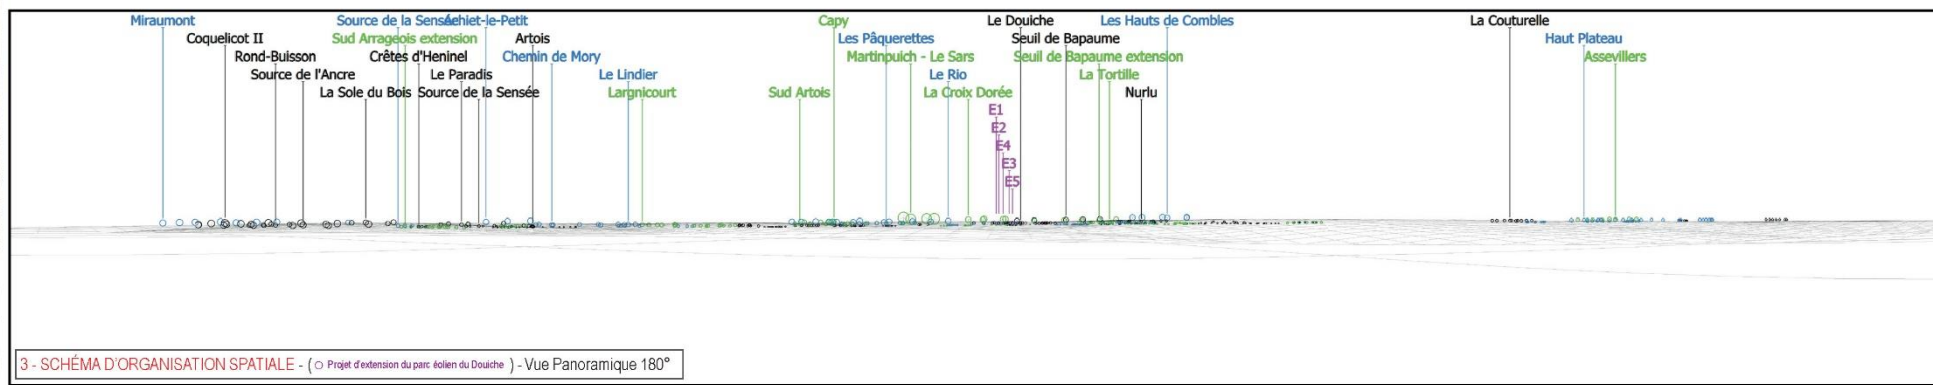 Miraumont
Source de la Sensée
Achiet-le-Petit
Capy
Le Douiche
Les Hauts de Combles
La Couturelle
Coquelicot II
Sud Arrageois extension
Artois
Les Pâquerettes
Seuil de Bapaume
Haut Plateau
Rond-Buisson
Crêtes d'Heninel
Chemin de Mory
Martinpuich - Le Sars
Seuil de Bapaume extension
Assevillers
Source de l'Ancre
Le Paradis
Le Lindier
Le Rio
La Tortille
La Sole du Bois
Source de la Sensée
Largnicourt
Sud Artois
La Croix Dorée
Nurlu
E1
E2
E4
E3
E5
3 - SCHÉMA D'ORGANISATION SPATIALE - ( Projet d'extension du parc éolien du Douiche ) - Vue Panoramique 180°